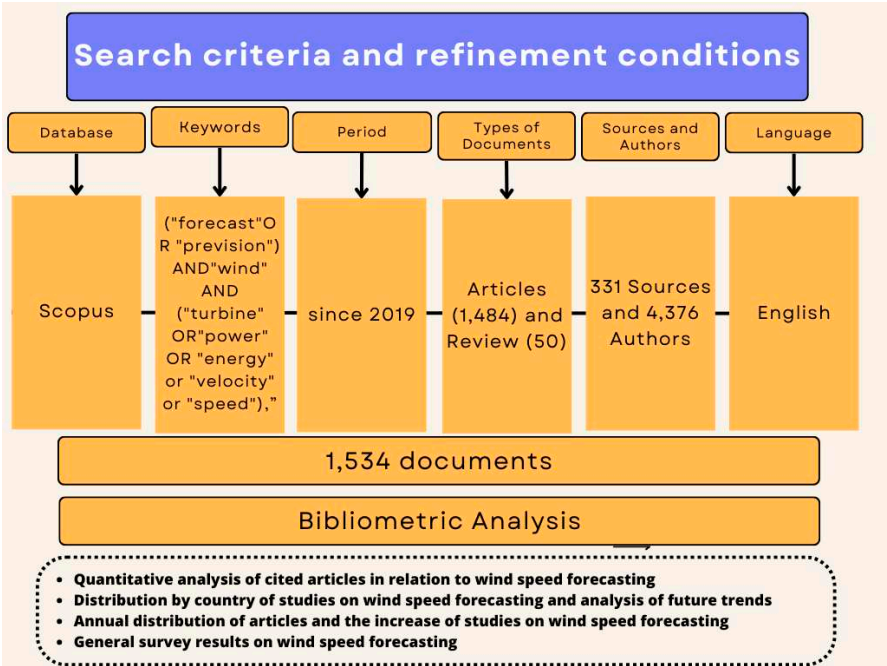 Search criteria and refinement conditions
Database
Keywords
Period
Types of
Documents
Sources and
Authors
Language
Scopus
("forecast"O
R "prevision")
AND"wind"
AND
("turbine"
OR"power"
OR "energy"
or "velocity"
or "speed"),”
since 2019
Articles
(1,484) and
Review (50)
331 Sources
and 4,376
Authors
English
1,534 documents
Bibliometric Analysis
• Quantitative analysis of cited articles in relation to wind speed forecasting
• Distribution by country of studies on wind speed forecasting and analysis of future trends
• Annual distribution of articles and the increase of studies on wind speed forecasting
• General survey results on wind speed forecasting